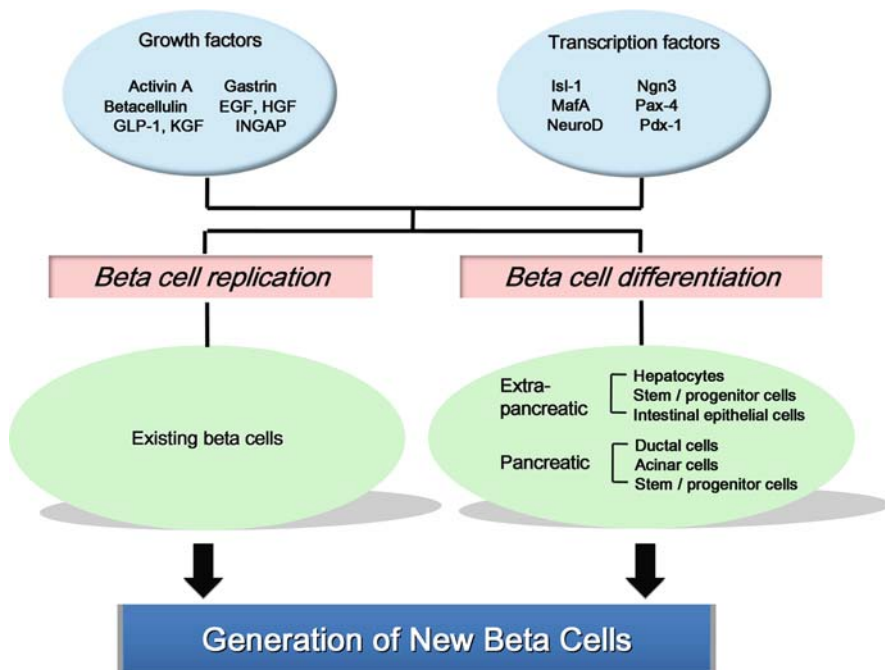 Growth factors
Activin A Gastrin
Betacellulin EGF, HGF
GLP-1, KGF INGAP
Transcription factors
Isl-1 Ngn3
MafA Pax-4
NeuroD Pdx-1
Beta cell replication
Beta cell differentiation
Existing beta cells
Extra-
pancreatic
Hepatocytes
Stem / progenitor cells
Intestinal epithelial cells
Pancreatic
Ductal cells
Acinar cells
Stem / progenitor cells
Generation of New Beta Cells